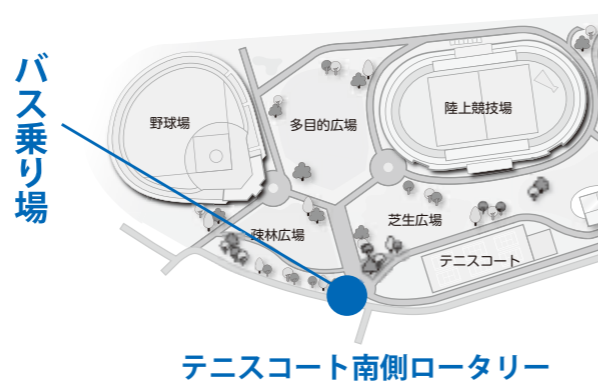 バス乗り場
野球場
多目的広場
陸上競技場
疎林広場
芝生広場
テニスコート
テニスコート南側ロータリー